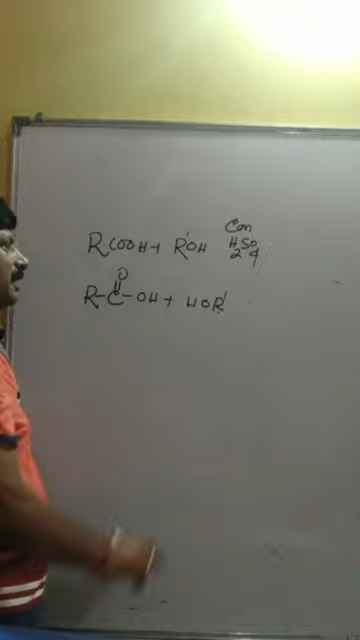 RCOOH + R'OH Con H2SO4
R-C-OH + HOR'
O